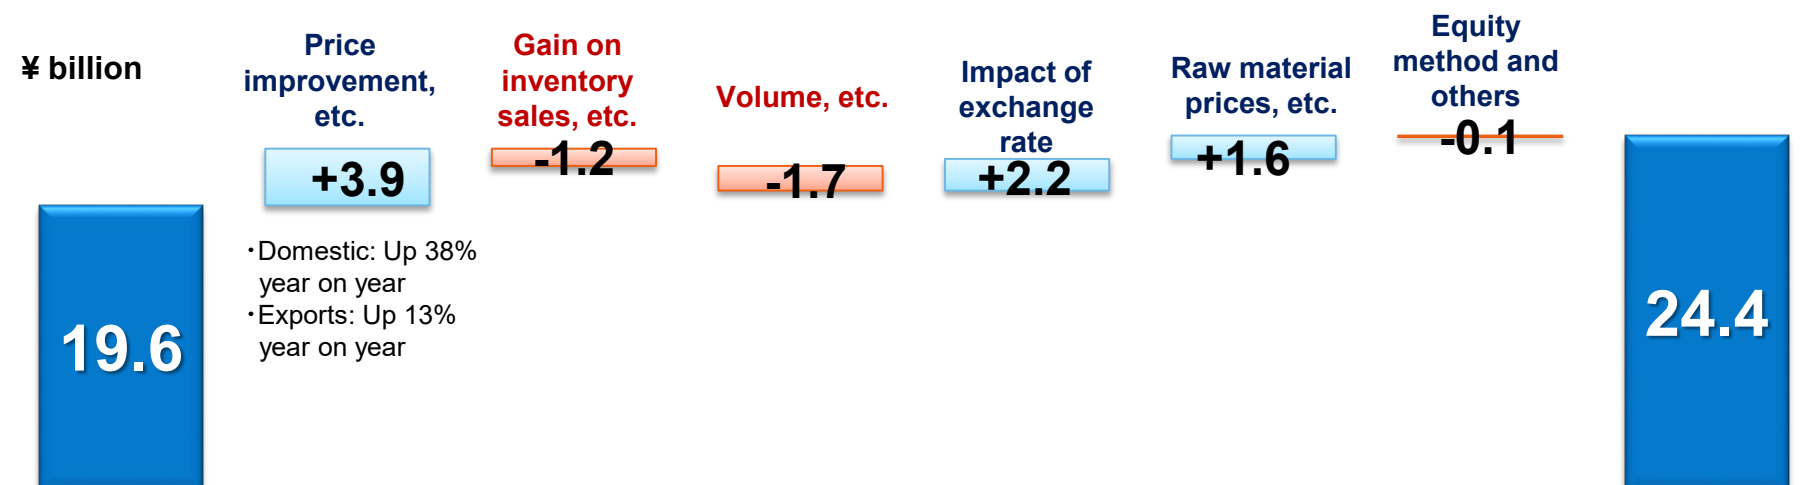 ¥ billion
Price
improvement,
etc.
Gain on
inventory
sales, etc.
Volume, etc.
Impact of
exchange
rate
Raw material
prices, etc.
Equity
method and
others
19.6
+3.9
-1.2
-1.7
+2.2
+1.6
-0.1
24.4
・Domestic: Up 38%
year on year
・Exports: Up 13%
year on year